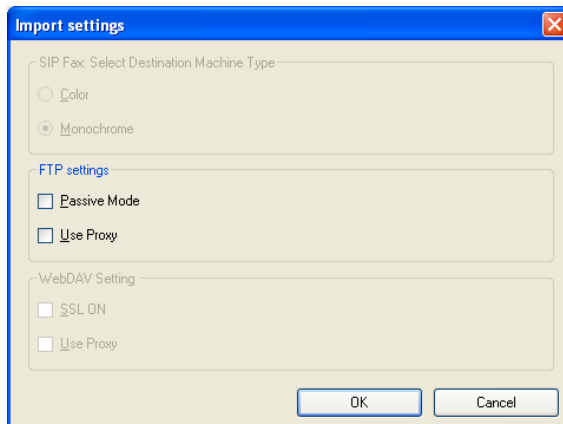 Import settings
SIP Fax: Select Destination Machine Type
Color
Monochrome
FTP settings
Passive Mode
Use Proxy
WebDAV Setting
SSL ON
Use Proxy
OK Cancel